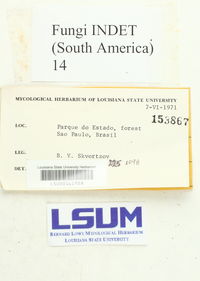 Fungi INDET
(South America)
14
MYCOLOGICAL HERBARIUM OF LOUISIANA STATE UNIVERSITY
2-VI-1971
153867
LOC. Parque do Estado, forest
Sao Paulo, Brasil
LEG. B. V. Skvortzov
DET.
Louisiana State University Herbarium
LSUM
BERNARD LOWY MYCOLOGICAL HERBARIUM
LOUISIANA STATE UNIVERSITY